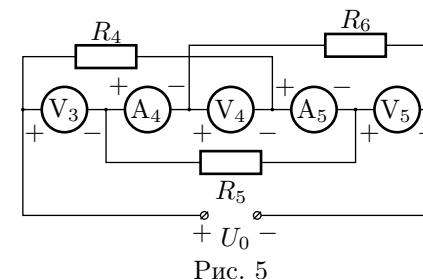 R₄ R₆
+ − + −
V₃ A₄ V₄ A₅ V₅
+ − + − + −
R₅
+ U₀ −
Рис. 5